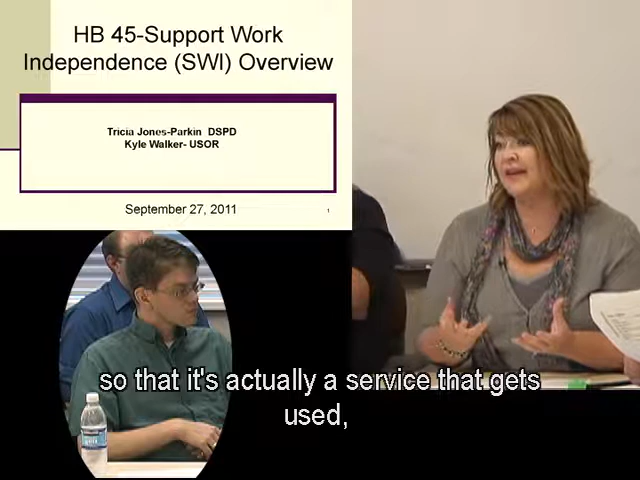 HB 45-Support Work
Independence (SWI) Overview
Tricia Jones-Parkin  DSPD
Kyle Walker- USOR
September 27, 2011
1
so that it's actually a service that gets
used,